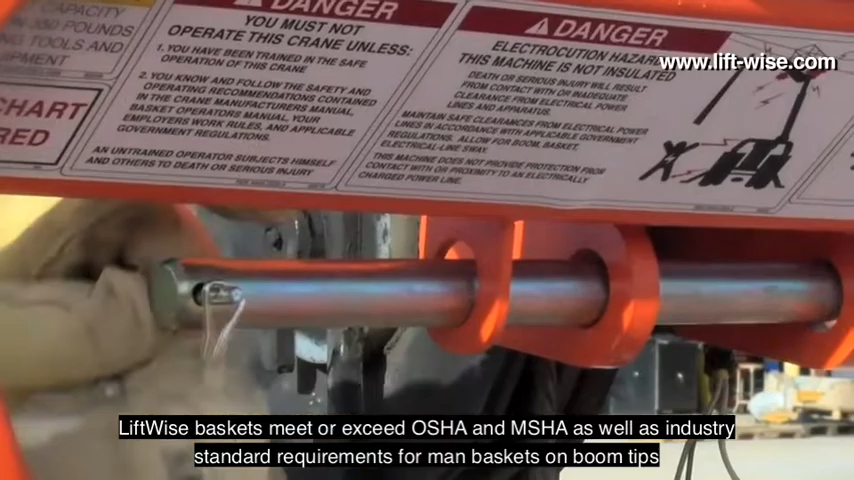 CAPACITY
IN 350 POUNDS
NG TOOLS AND
PMENT
CHART
RED
DANGER
YOU MUST NOT
OPERATE THIS CRANE UNLESS:
1. YOU HAVE BEEN TRAINED IN THE SAFE
OPERATION OF THIS CRANE
2. YOU KNOW AND FOLLOW THE SAFETY AND
OPERATING RECOMMENDATIONS CONTAINED
IN THE CRANE MANUFACTURERS MANUAL,
BASKET OPERATORS MANUAL, YOUR
EMPLOYERS WORK RULES, AND APPLICABLE
GOVERNMENT REGULATIONS.
AN UNTRAINED OPERATOR SUBJECTS HIMSELF
AND OTHERS TO DEATH OR SERIOUS INJURY.
DANGER
ELECTROCUTION HAZARD
THIS MACHINE IS NOT INSULATED
DEATH OR SERIOUS INJURY WILL RESULT
FROM CONTACT WITH OR INADEQUATE
CLEARANCE FROM ELECTRICAL POWER
LINES AND APPARATUS.
MAINTAIN SAFE CLEARANCES FROM ELECTRICAL POWER
LINES IN ACCORDANCE WITH APPLICABLE GOVERNMENT
REGULATIONS. ALLOW FOR BOOM, BASKET,
ELECTRICAL-LINE SWAY.
THIS MACHINE DOES NOT PROVIDE PROTECTION FROM
CONTACT WITH OR PROXIMITY TO AN ELECTRICALLY
CHARGED POWER LINE.
www.lift-wise.com
LiftWise baskets meet or exceed OSHA and MSHA as well as industry
standard requirements for man baskets on boom tips